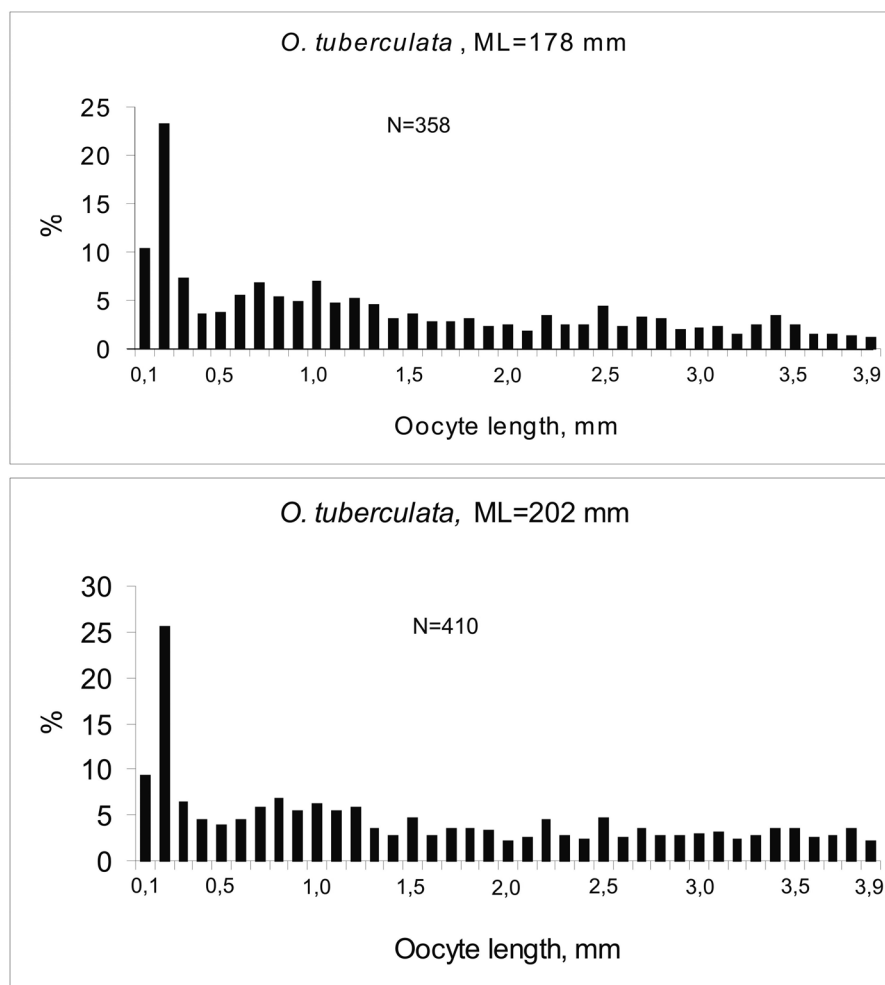 O. tuberculata , ML=178 mm
N=358
25
20
15
10
5
0
%
0,1 0,5 1,0 1,5 2,0 2,5 3,0 3,5 3,9
Oocyte length, mm
O. tuberculata, ML=202 mm
N=410
30
25
20
15
10
5
0
%
0,1 0,5 1,0 1,5 2,0 2,5 3,0 3,5 3,9
Oocyte length, mm